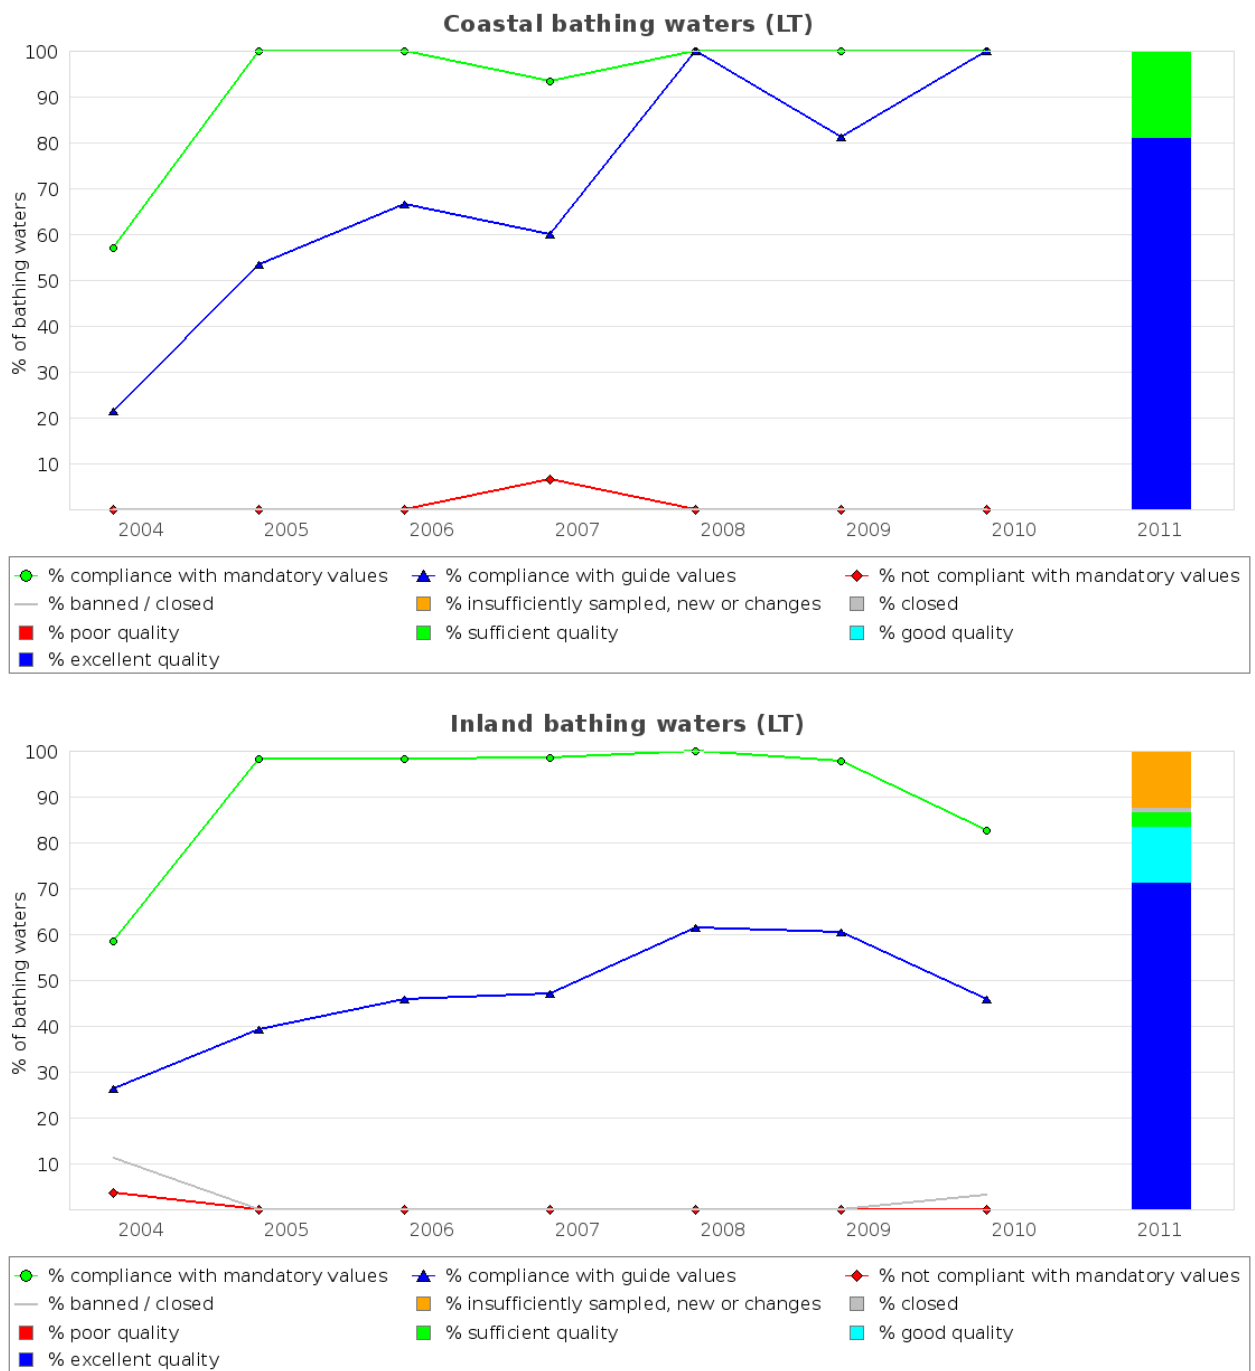 Coastal bathing waters (LT)
% of bathing waters
100
90
80
70
60
50
40
30
20
10
2004 2005 2006 2007 2008 2009 2010 2011
% compliance with mandatory values % compliance with guide values % not compliant with mandatory values
% banned / closed % insufficiently sampled, new or changes % closed
% poor quality % sufficient quality % good quality
% excellent quality
Inland bathing waters (LT)
% of bathing waters
100
90
80
70
60
50
40
30
20
10
2004 2005 2006 2007 2008 2009 2010 2011
% compliance with mandatory values % compliance with guide values % not compliant with mandatory values
% banned / closed % insufficiently sampled, new or changes % closed
% poor quality % sufficient quality % good quality
% excellent quality